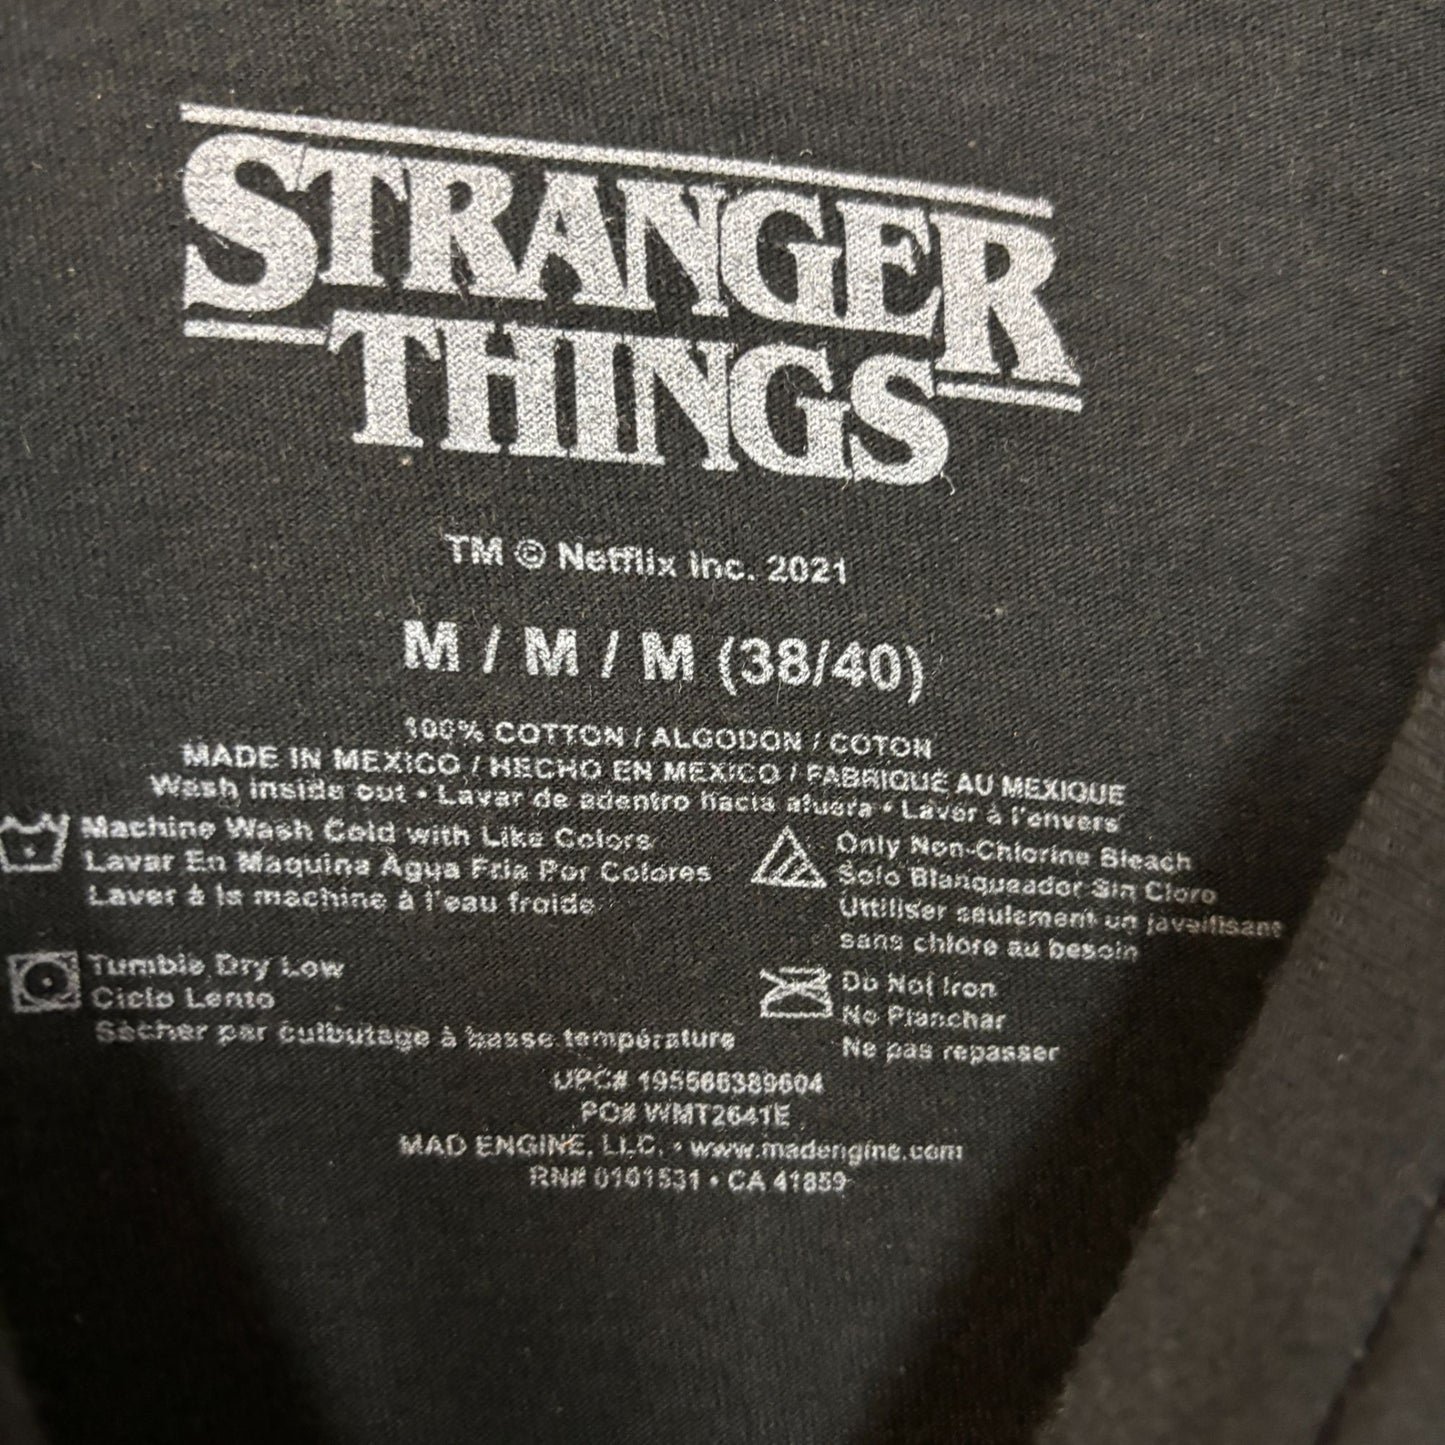 STRANGER
THINGS
TM © Netflix Inc. 2021
M / M / M (38/40)
100% COTTON / ALGODON / COTON
MADE IN MEXICO / HECHO EN MEXICO / FABRIQUÉ AU MEXIQUE
Wash inside out • Lavar de adentro hacia afuera • Laver à l'envers
Machine Wash Cold with Like Colors
Lavar En Maquina Agua Fria Por Colores
Laver à la machine à l'eau froide
Only Non-Chlorine Bleach
Solo Blanqueador Sin Cloro
Uttiliser seulement un javellisant
sans chlore au besoin
Tumble Dry Low
Ciclo Lento
Sécher par culbutage à basse température
Do Not Iron
No Planchar
Ne pas repasser
UPC# 195566389604
PO# WMT2641E
MAD ENGINE, LLC. • www.madengine.com
RN# 0101531 • CA 41859